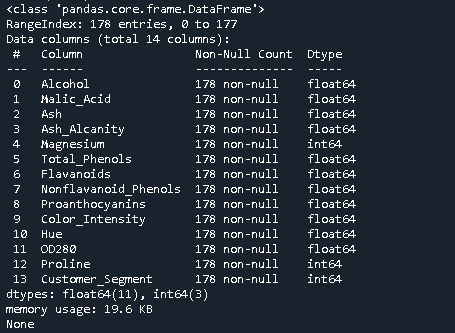 <class 'pandas.core.frame.DataFrame'>
RangeIndex: 178 entries, 0 to 177
Data columns (total 14 columns):
 #   Column                Non-Null Count  Dtype
---  ------                --------------  -----
 0   Alcohol               178 non-null    float64
 1   Malic_Acid            178 non-null    float64
 2   Ash                   178 non-null    float64
 3   Ash_Alcanity          178 non-null    float64
 4   Magnesium             178 non-null    int64
 5   Total_Phenols         178 non-null    float64
 6   Flavanoids            178 non-null    float64
 7   Nonflavanoid_Phenols  178 non-null    float64
 8   Proanthocyanins       178 non-null    float64
 9   Color_Intensity       178 non-null    float64
 10  Hue                   178 non-null    float64
 11  OD280                 178 non-null    float64
 12  Proline               178 non-null    int64
 13  Customer_Segment      178 non-null    int64
dtypes: float64(11), int64(3)
memory usage: 19.6 KB
None